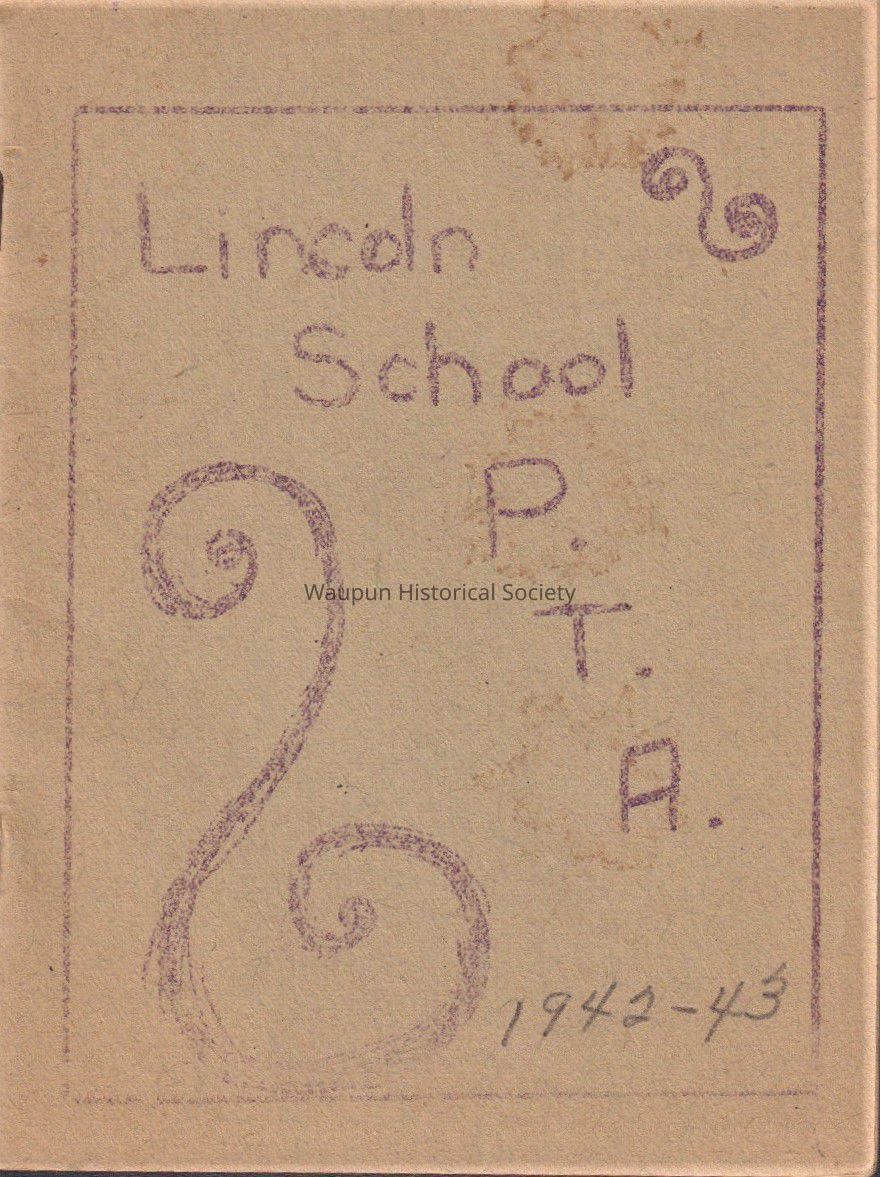 Lincoln
School
P.
Waupun Historical Society
T.
A.
1942-43